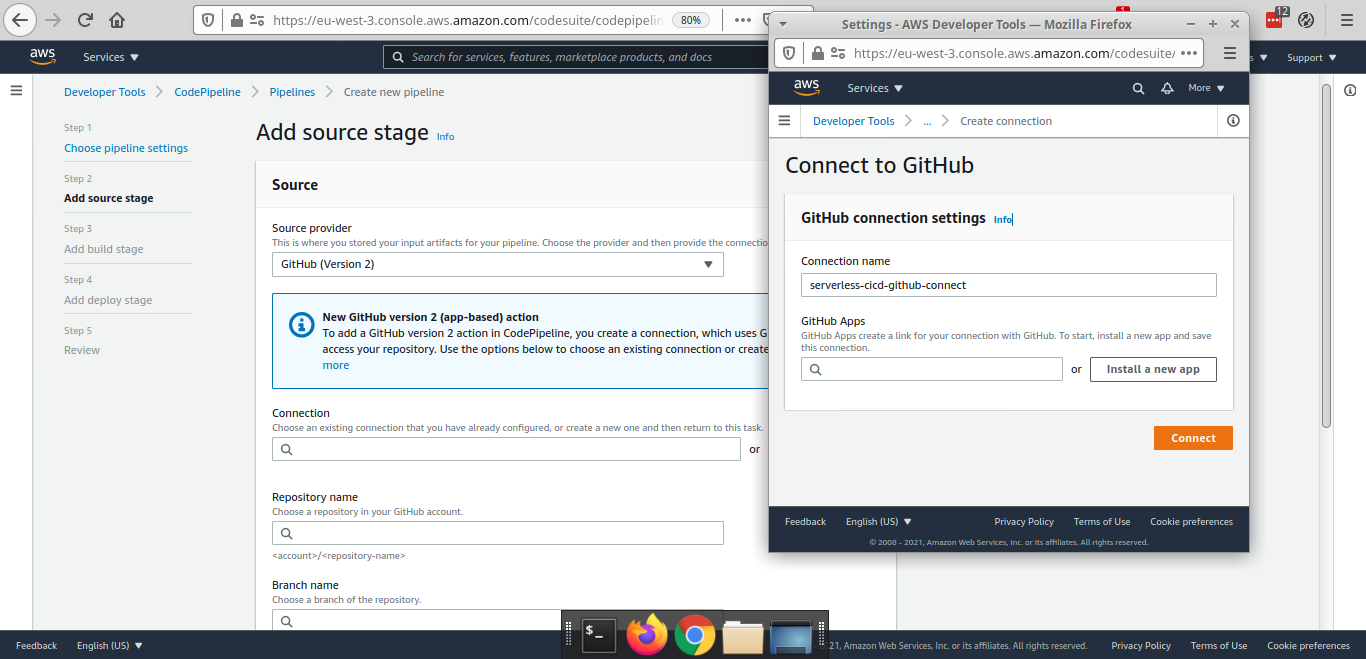 https://eu-west-3.console.aws.amazon.com/codesuite/codepipelin
80%
12
aws
Services
Search for services, features, marketplace products, and docs
Support
Developer Tools
CodePipeline
Pipelines
Create new pipeline
Step 1
Choose pipeline settings
Step 2
Add source stage
Step 3
Add build stage
Step 4
Add deploy stage
Step 5
Review
Add source stage Info
Source
Source provider
This is where you stored your input artifacts for your pipeline. Choose the provider and then provide the connectio
GitHub (Version 2)
New GitHub version 2 (app-based) action
To add a GitHub version 2 action in CodePipeline, you create a connection, which uses G
access your repository. Use the options below to choose an existing connection or create
more
Connection
Choose an existing connection that you have already configured, or create a new one and then return to this task.
or
Repository name
Choose a repository in your GitHub account.
<account>/<repository-name>
Branch name
Choose a branch of the repository.
Settings - AWS Developer Tools — Mozilla Firefox
https://eu-west-3.console.aws.amazon.com/codesuite/
aws
Services
More
Developer Tools
...
Create connection
Connect to GitHub
GitHub connection settings Info
Connection name
serverless-cicd-github-connect
GitHub Apps
GitHub Apps create a link for your connection with GitHub. To start, install a new app and save
this connection.
or
Install a new app
Connect
Feedback
English (US)
Privacy Policy
Terms of Use
Cookie preferences
© 2008 - 2021, Amazon Web Services, Inc. or its affiliates. All rights reserved.
$_
Feedback
English (US)
21, Amazon Web Services, Inc. or its affiliates. All rights reserved.
Privacy Policy
Terms of Use
Cookie preferences